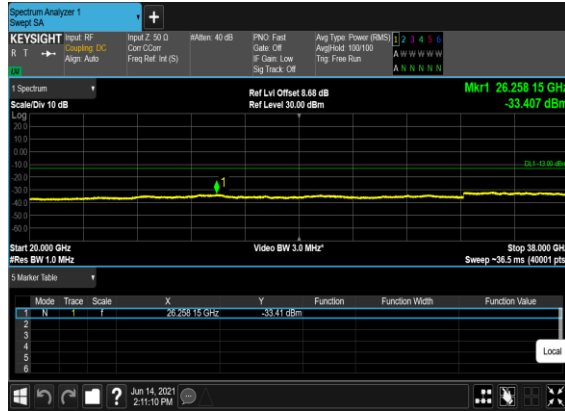 Spectrum Analyzer 1
Swept SA
+
KEYSIGHT Input: RF Input Z: 50 Ω #Atten: 40 dB PNO: Fast Avg Type: Power (RMS) 1 2 3 4 5 6
R T Coupling: DC Corr CCorr Gate: Off Avg|Hold: 100/100 A W W W W W
Align: Auto Freq Ref: Int (S) IF Gain: Low Trig: Free Run
Sig Track: Off A N N N N N
1 Spectrum Ref Lvl Offset 8.68 dB Mkr1 26.258 15 GHz
Scale/Div 10 dB Ref Level 30.00 dBm -33.407 dBm
Log
20.0
10.0
0.00
-10.0
DL1 -13.00 dBm
-20.0
1
-30.0
-40.0
-50.0
-60.0
Start 20.000 GHz Video BW 3.0 MHz* Stop 38.000 GHz
#Res BW 1.0 MHz Sweep ~36.5 ms (40001 pts)
5 Marker Table
Mode Trace Scale X Y Function Function Width Function Value
1 N 1 f 26.258 15 GHz -33.41 dBm
2
3
4
5
6
Local
? Jun 14, 2021
2:11:10 PM